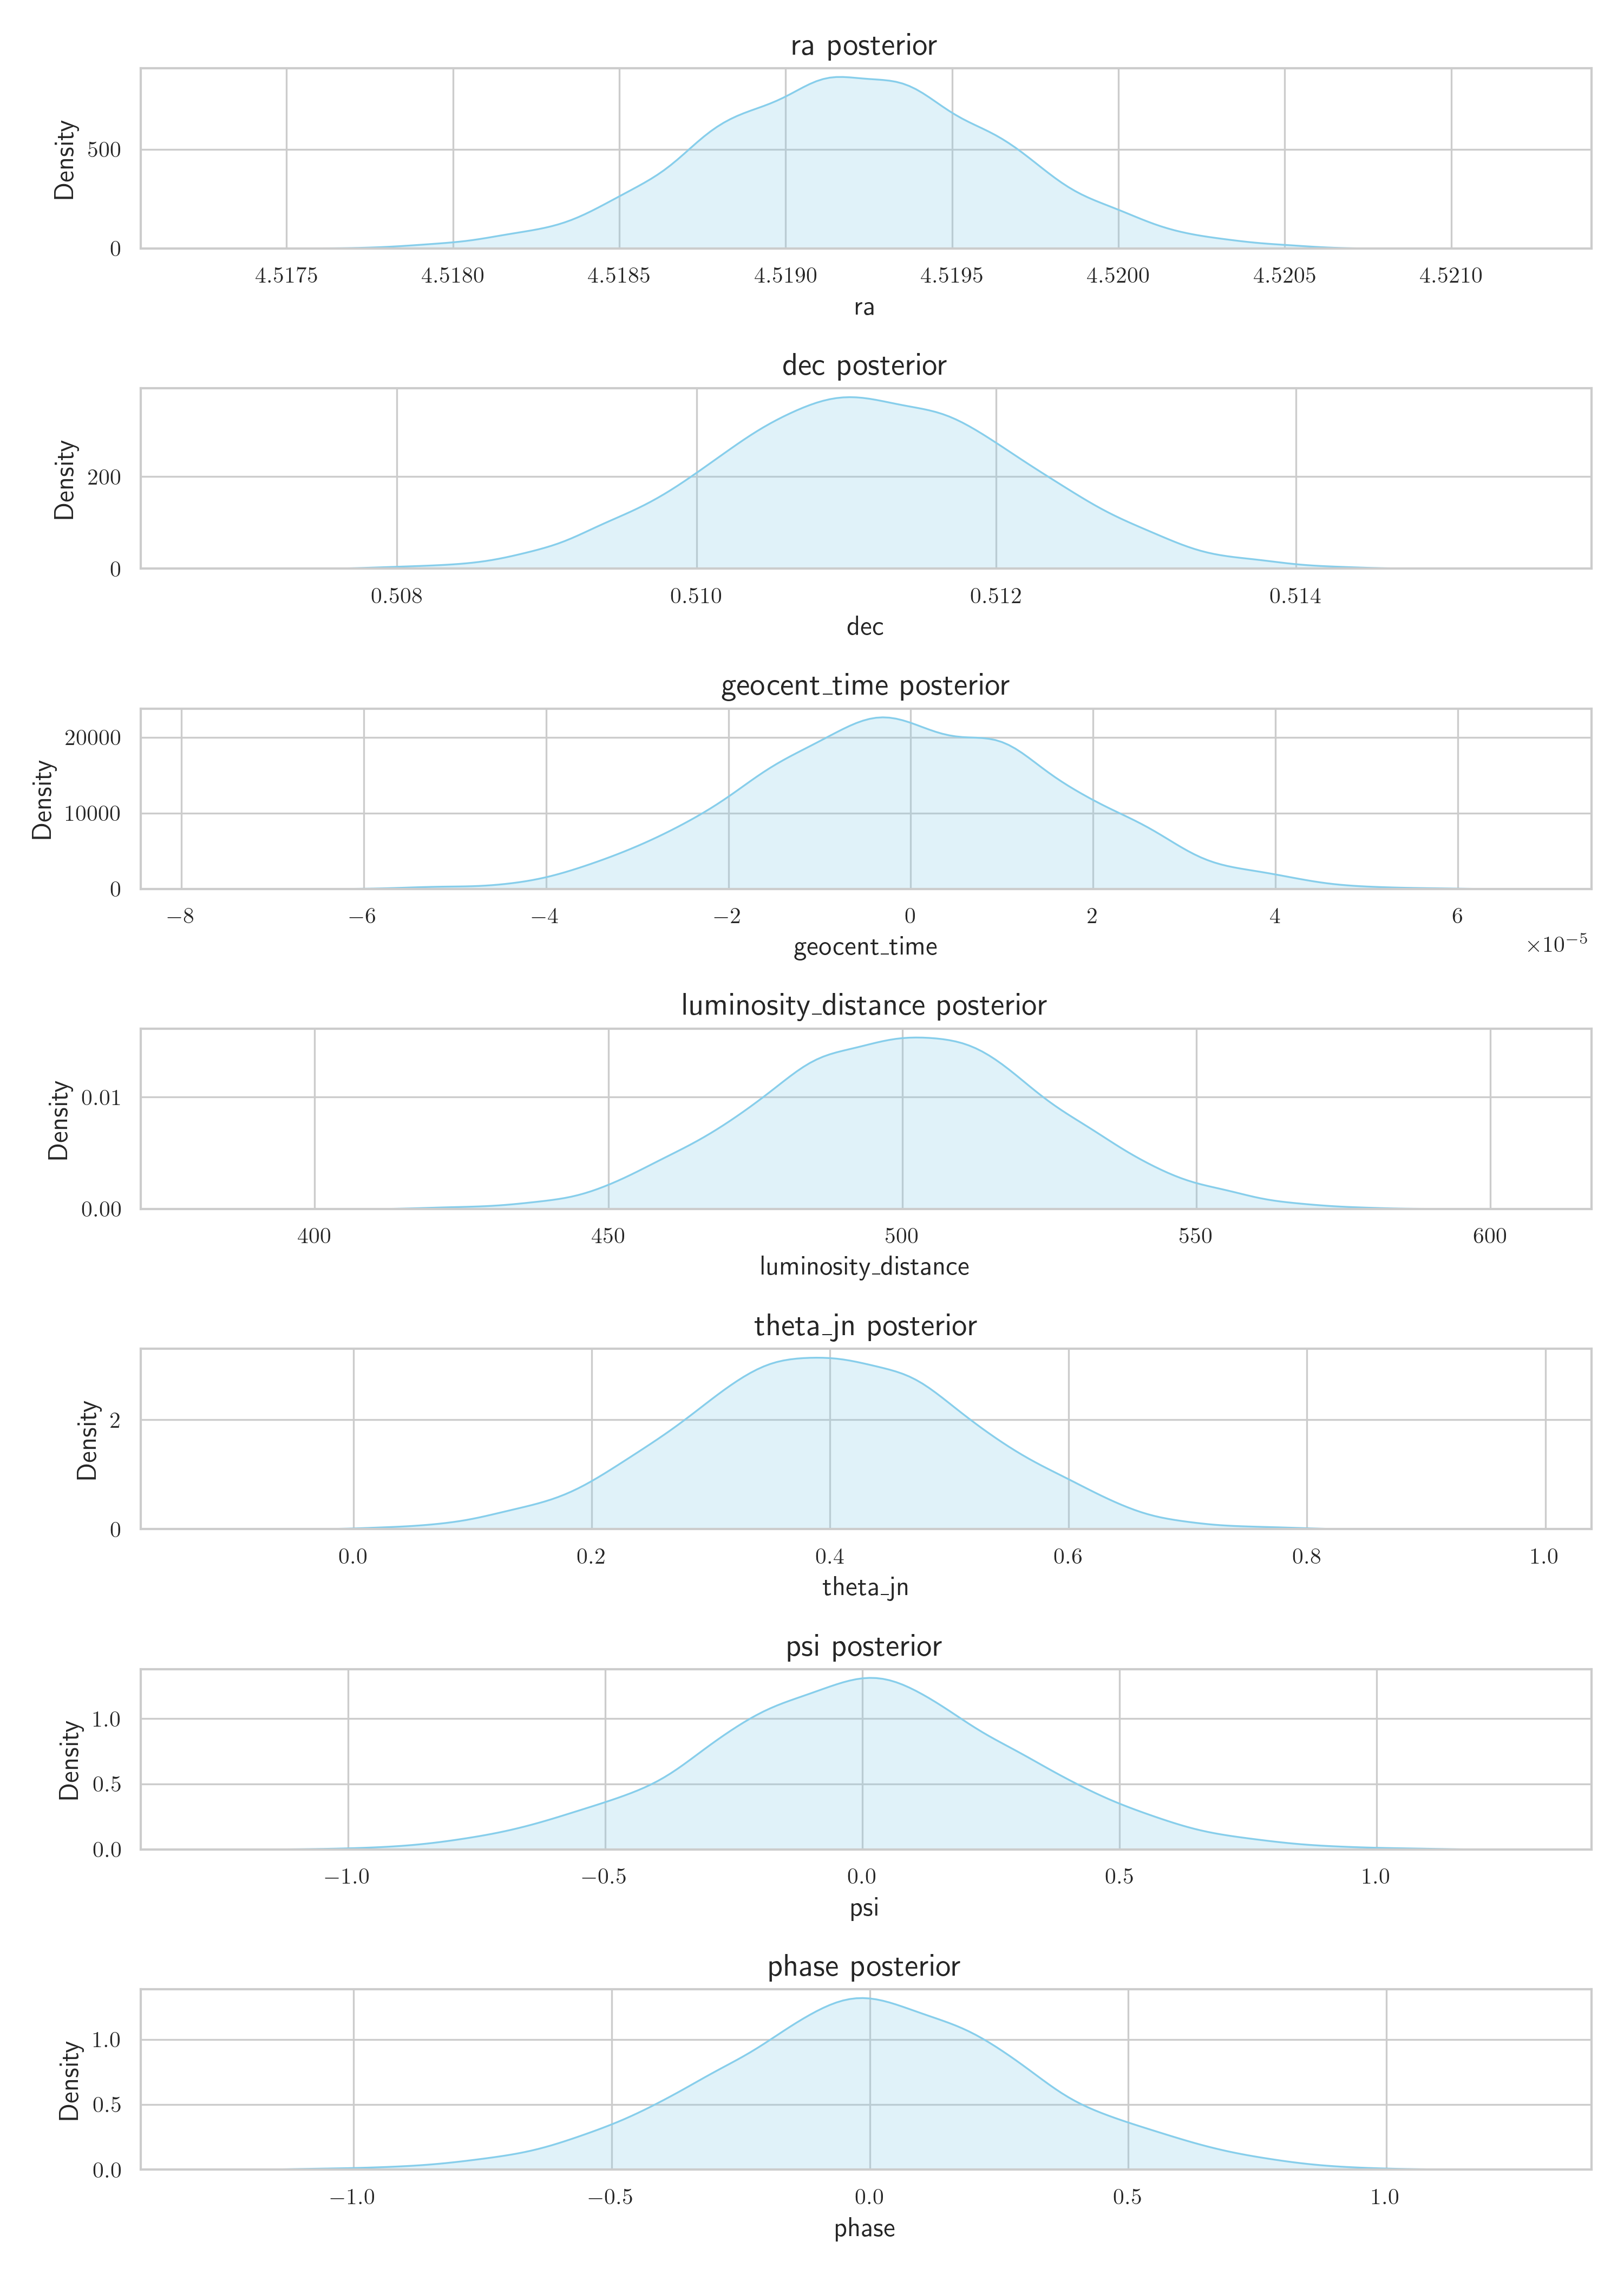 ra posterior
Density
500
0
4.5175 4.5180 4.5185 4.5190 4.5195 4.5200 4.5205 4.5210
ra
dec posterior
Density
200
0
0.508 0.510 0.512 0.514
dec
geocent_time posterior
Density
20000
10000
0
−8 −6 −4 −2 0 2 4 6
×10⁻⁵
geocent_time
luminosity_distance posterior
Density
0.01
0.00
400 450 500 550 600
luminosity_distance
theta_jn posterior
Density
2
0
0.0 0.2 0.4 0.6 0.8 1.0
theta_jn
psi posterior
Density
1.0
0.5
0.0
−1.0 −0.5 0.0 0.5 1.0
psi
phase posterior
Density
1.0
0.5
0.0
−1.0 −0.5 0.0 0.5 1.0
phase